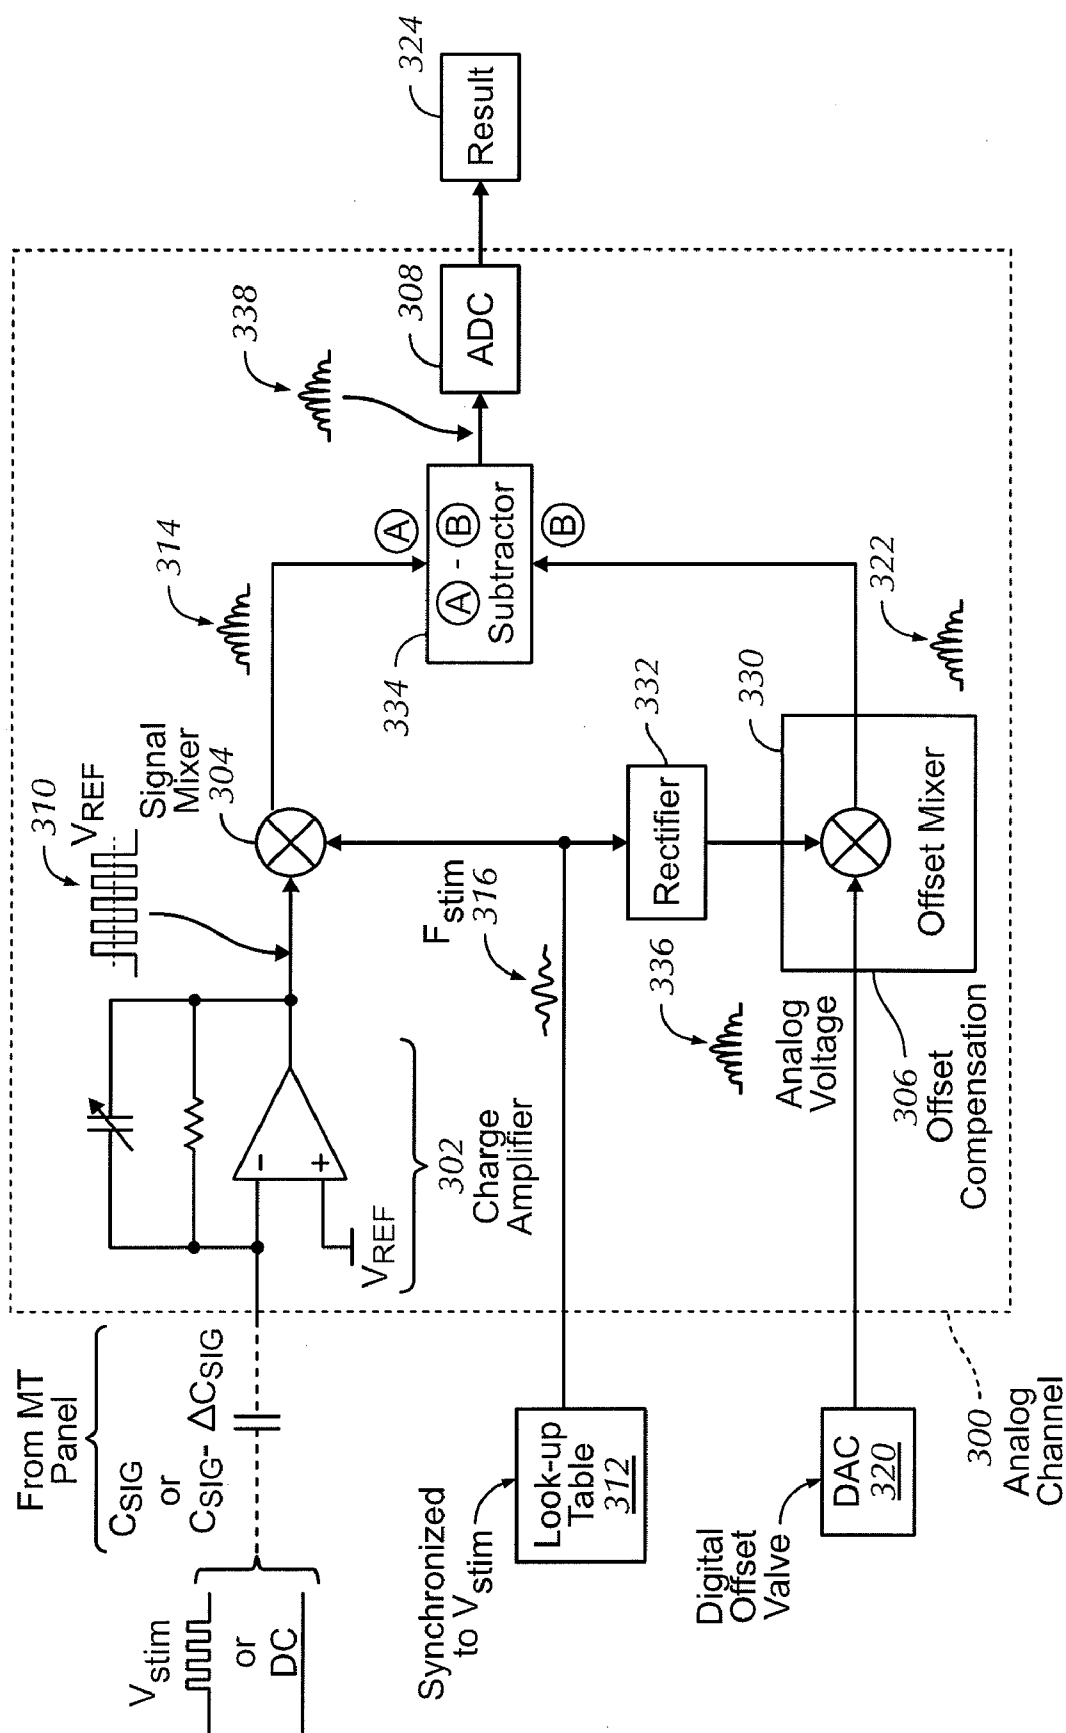 From MT
Panel
CSIG
or
CSIG- ΔCSIG
Vstim
or
DC
310
VREF
Signal
Mixer
304
314
-
+
VREF
302
Charge
Amplifier
Fstim
316
A
A - B
Subtractor
B
334
338
308
ADC
324
Result
Synchronized
to Vstim
Look-up
Table
312
Rectifier
332
336
330
322
Offset Mixer
Analog
Voltage
306
Offset
Compensation
Digital
Offset
Valve
DAC
320
300
Analog
Channel